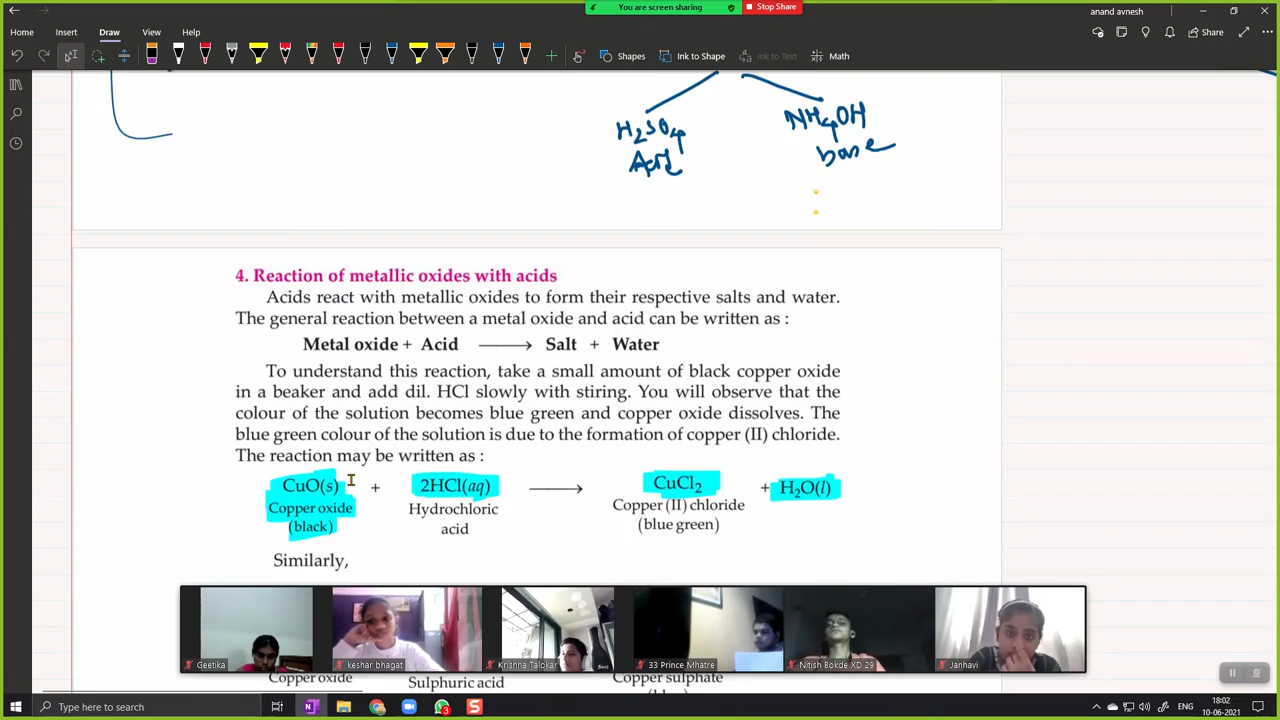 You are screen sharing
Stop Share
anand avnesh
Home Insert Draw View Help
Share
Shapes Ink to Shape Ink to Text Math
H2SO4 NH4OH
Acid base
4. Reaction of metallic oxides with acids
Acids react with metallic oxides to form their respective salts and water.
The general reaction between a metal oxide and acid can be written as :
Metal oxide + Acid ⟶ Salt + Water
To understand this reaction, take a small amount of black copper oxide
in a beaker and add dil. HCl slowly with stiring. You will observe that the
colour of the solution becomes blue green and copper oxide dissolves. The
blue green colour of the solution is due to the formation of copper (II) chloride.
The reaction may be written as :
CuO(s) + 2HCl(aq) ⟶ CuCl2 + H2O(l)
Copper oxide Hydrochloric Copper (II) chloride
(black) acid (blue green)
Similarly,
Geetika keshar bhagat Krishna Talokar 33 Prince Mhatre Nitish Bokde XD 29 Janhavi
Copper oxide Sulphuric acid Copper sulphate
(blue)
Type here to search
3
ENG
18:02
10-06-2021